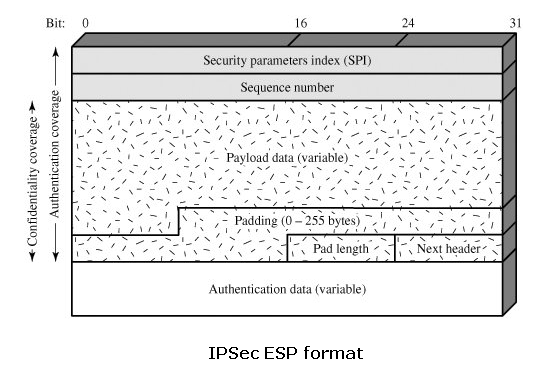 Bit: 0 16 24 31
Security parameters index (SPI)
Sequence number
Confidentiality coverage
Authentication coverage
Payload data (variable)
Padding (0 – 255 bytes)
Pad length Next header
Authentication data (variable)
IPSec ESP format